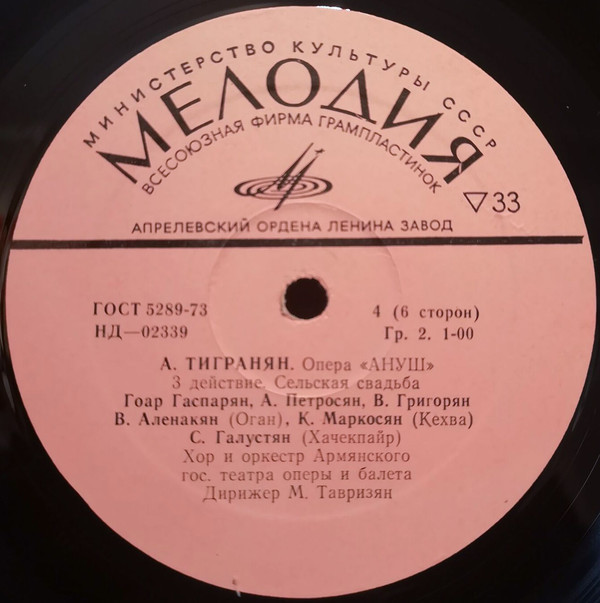 МИНИСТЕРСТВО КУЛЬТУРЫ СССР
МЕЛОДИЯ
ВСЕСОЮЗНАЯ ФИРМА ГРАМПЛАСТИНОК
▽33
АПРЕЛЕВСКИЙ ОРДЕНА ЛЕНИНА ЗАВОД
ГОСТ 5289-73 4 (6 сторон)
НД—02339 Гр. 2. 1-00
А. ТИГРАНЯН. Опера «АНУШ»
3 действие. Сельская свадьба
Гоар Гаспарян, А. Петросян, В. Григорян
В. Аленакян (Оган), К. Маркосян (Кехва)
С. Галустян (Хачекпайр)
Хор и оркестр Армянского
гос. театра оперы и балета
Дирижер М. Тавризян